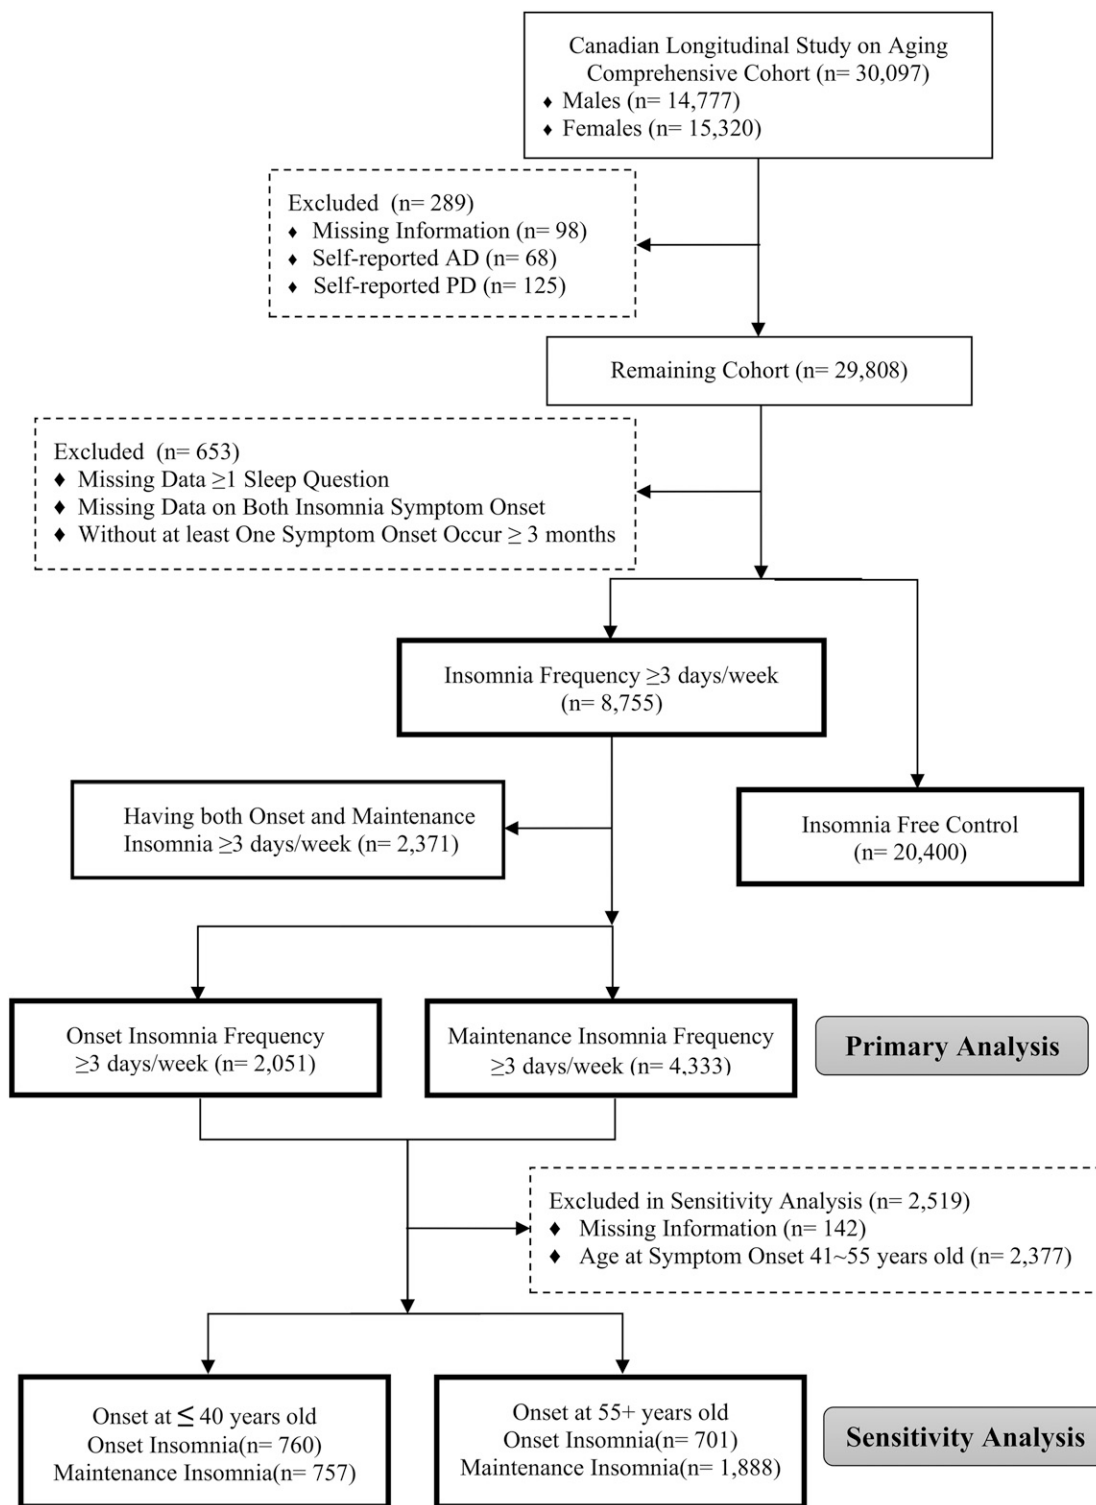 Canadian Longitudinal Study on Aging
Comprehensive Cohort (n= 30,097)
♦ Males (n= 14,777)
♦ Females (n= 15,320)
Excluded (n= 289)
♦ Missing Information (n= 98)
♦ Self-reported AD (n= 68)
♦ Self-reported PD (n= 125)
Remaining Cohort (n= 29,808)
Excluded (n= 653)
♦ Missing Data ≥1 Sleep Question
♦ Missing Data on Both Insomnia Symptom Onset
♦ Without at least One Symptom Onset Occur ≥ 3 months
Insomnia Frequency ≥3 days/week
(n= 8,755)
Having both Onset and Maintenance
Insomnia ≥3 days/week (n= 2,371)
Insomnia Free Control
(n= 20,400)
Onset Insomnia Frequency
≥3 days/week (n= 2,051)
Maintenance Insomnia Frequency
≥3 days/week (n= 4,333)
Primary Analysis
Excluded in Sensitivity Analysis (n= 2,519)
♦ Missing Information (n= 142)
♦ Age at Symptom Onset 41~55 years old (n= 2,377)
Onset at ≤ 40 years old
Onset Insomnia(n= 760)
Maintenance Insomnia(n= 757)
Onset at 55+ years old
Onset Insomnia(n= 701)
Maintenance Insomnia(n= 1,888)
Sensitivity Analysis